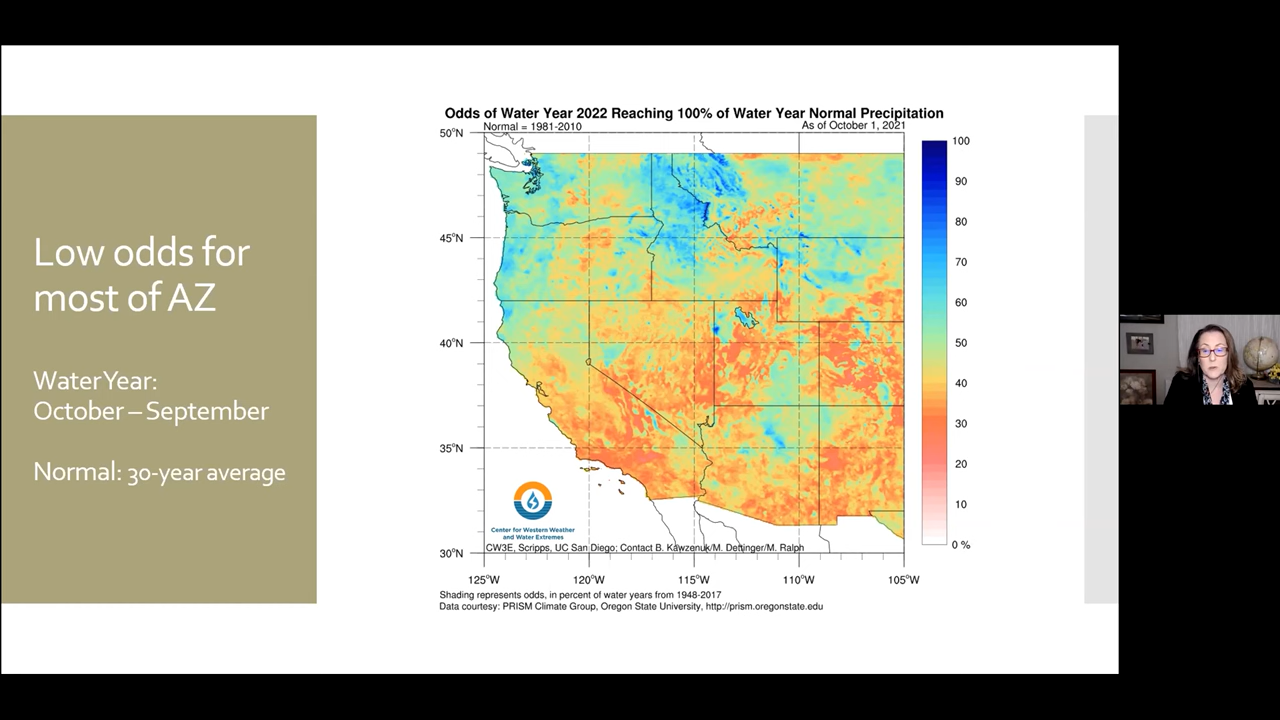 Low odds for
most of AZ
Water Year:
October – September
Normal: 30-year average
Odds of Water Year 2022 Reaching 100% of Water Year Normal Precipitation
Normal = 1981-2010
As of October 1, 2021
50°N
45°N
40°N
35°N
30°N
125°W
120°W
115°W
110°W
105°W
100
90
80
70
60
50
40
30
20
10
0 %
Center for Western Weather
and Water Extremes
CW3E, Scripps, UC San Diego; Contact B. Kawzenuk/M. Dettinger/M. Ralph
Shading represents odds, in percent of water years from 1948-2017
Data courtesy: PRISM Climate Group, Oregon State University, http://prism.oregonstate.edu